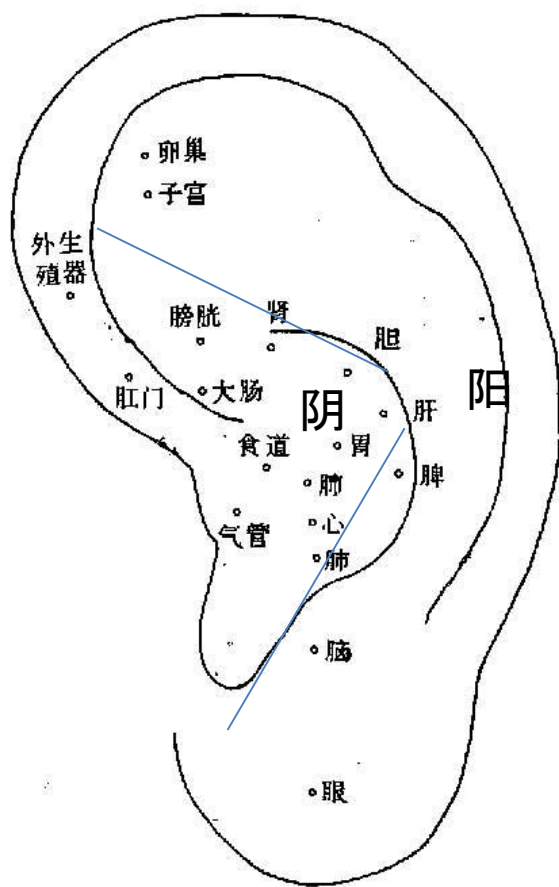 卵巢
子宫
外生
殖器
膀胱
肾
胆
肛门
大肠
阴
肝
阳
食道
胃
肺
脾
气管
心
肺
脑
眼